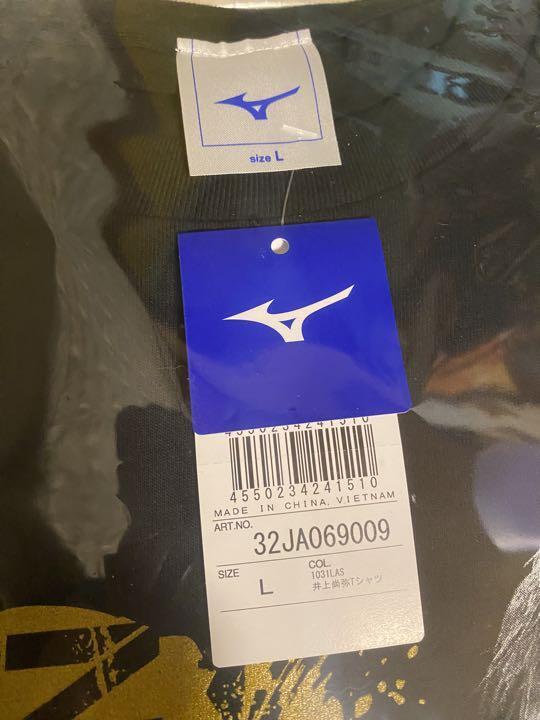 size L
4550234241510
4550234241510
MADE IN CHINA, VIETNAM
ART.NO.
32JA069009
SIZE
L
COL.
1031LAS
井上尚弥Tシャツ